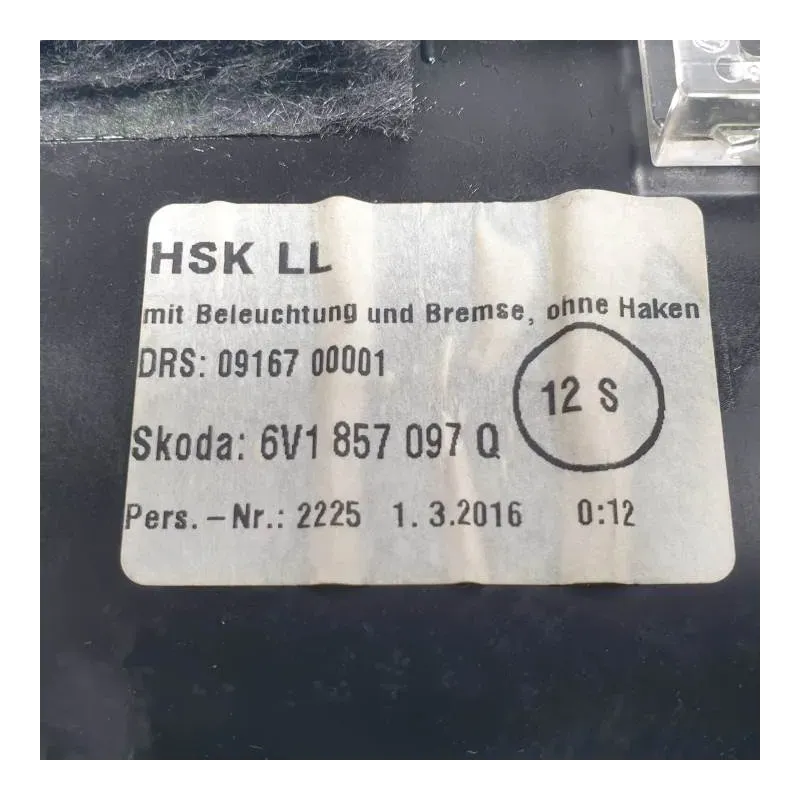 HSK LL
mit Beleuchtung und Bremse, ohne Haken
DRS: 09167 00001
12 S
Skoda: 6V1 857 097 Q
Pers.-Nr.: 2225 1. 3.2016 0:12